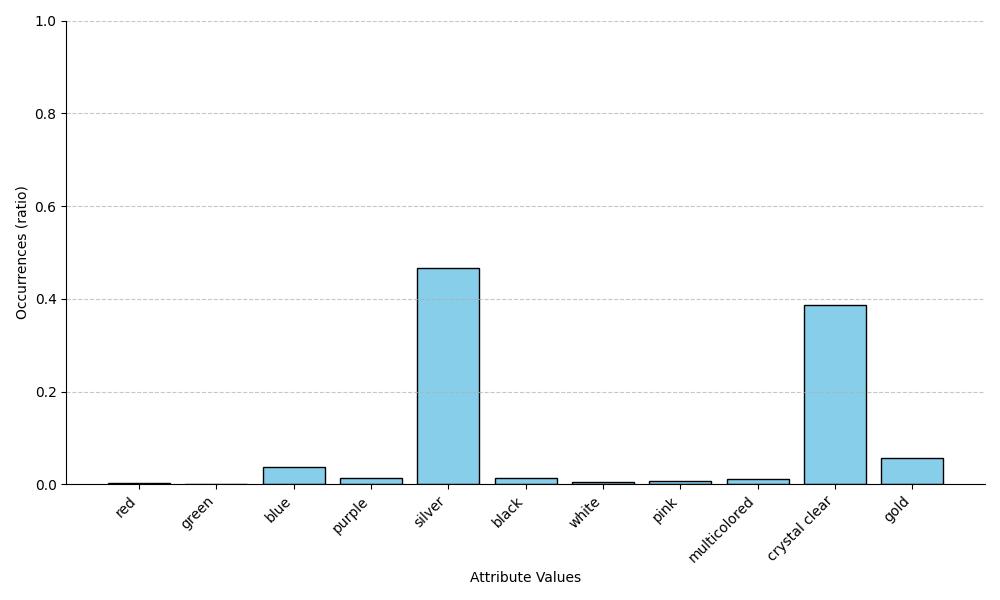 1.0
0.8
0.6
0.4
0.2
0.0
Occurrences (ratio)
red
green
blue
purple
silver
black
white
pink
multicolored
crystal clear
gold
Attribute Values